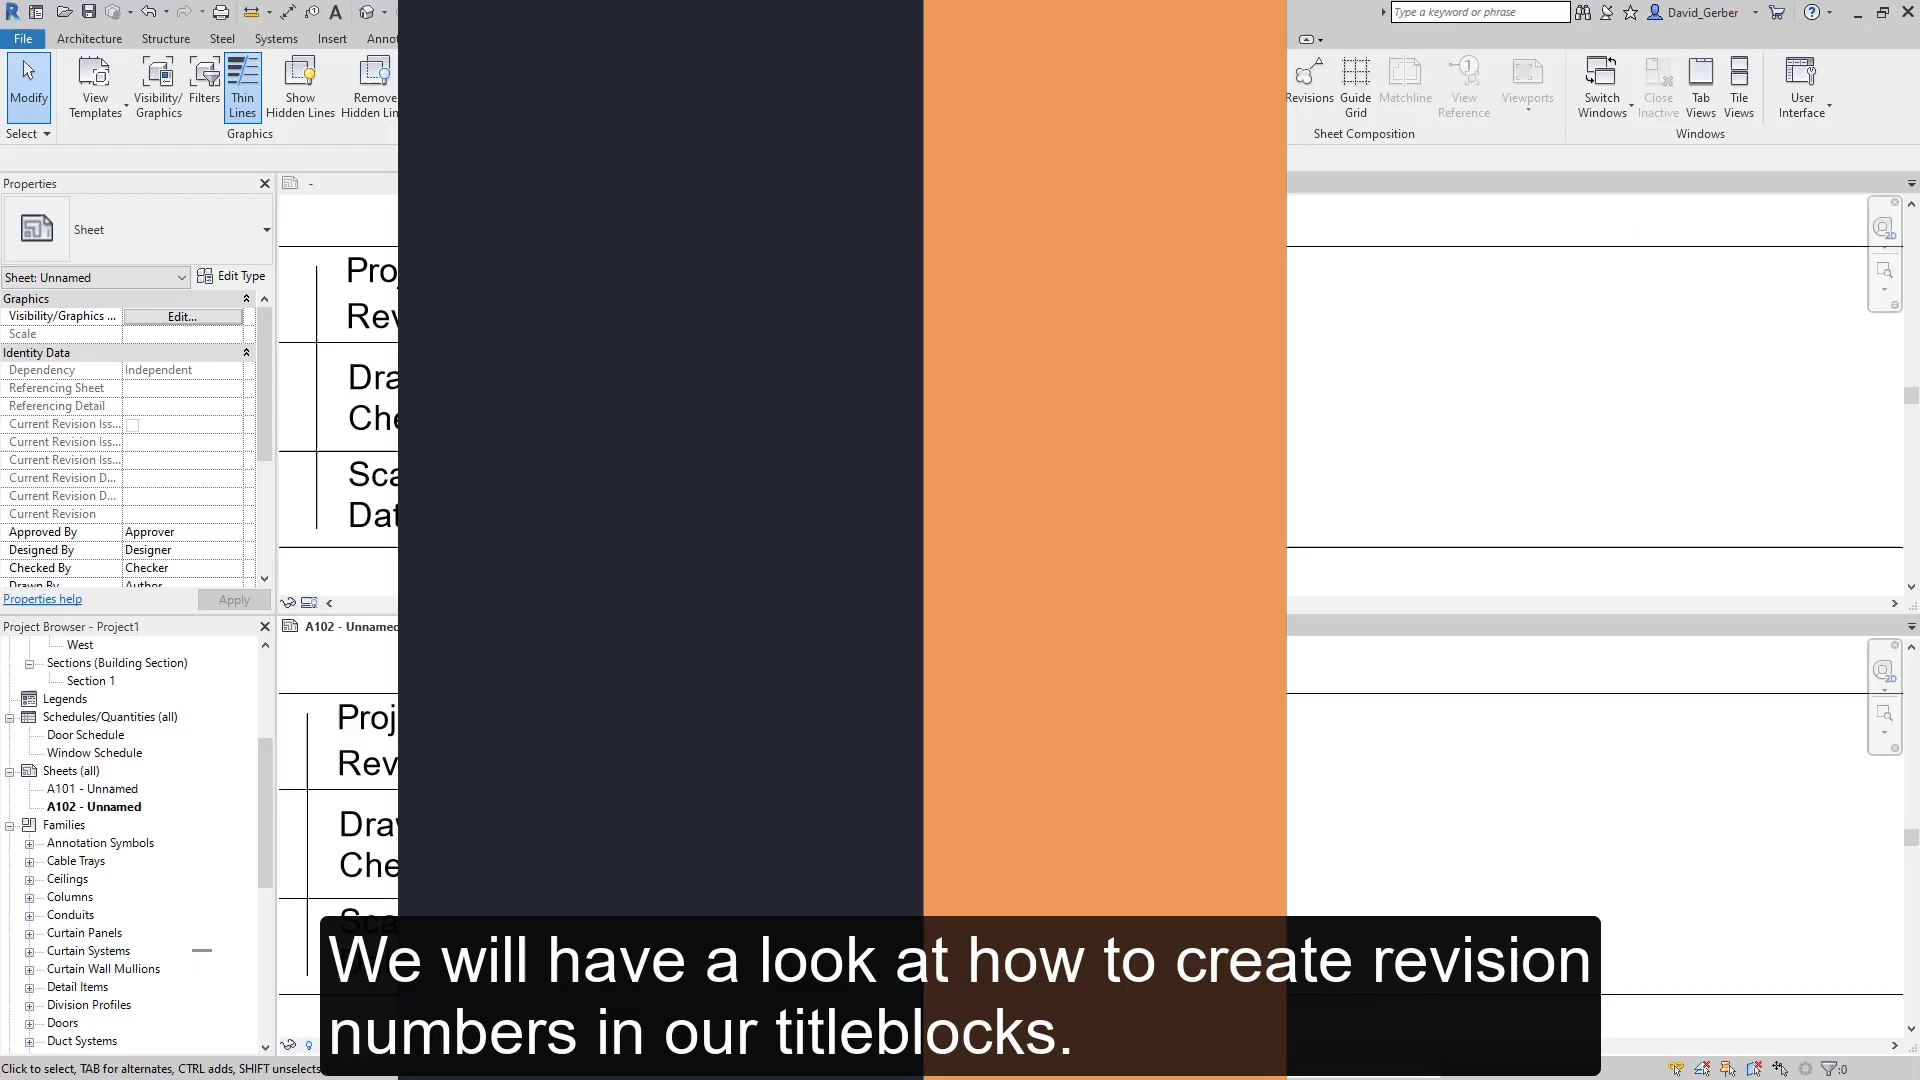 Type a keyword or phrase
David_Gerber
File Architecture Structure Steel Systems Insert Annot
Modify
View Templates
Visibility/ Graphics
Filters
Thin Lines
Show Hidden Lines
Remove Hidden Lin
Revisions
Guide Grid
Matchline
View Reference
Viewports
Switch Windows
Close Inactive
Tab Views
Tile Views
User Interface
Select
Graphics
Sheet Composition
Windows
Properties
-
Sheet
Sheet: Unnamed
Edit Type
Graphics
Visibility/Graphics ... Edit...
Scale
Identity Data
Dependency Independent
Referencing Sheet
Referencing Detail
Current Revision Iss...
Current Revision Iss...
Current Revision Iss...
Current Revision D...
Current Revision D...
Current Revision
Approved By Approver
Designed By Designer
Checked By Checker
Drawn By Author
Properties help
Apply
Proj
Rev
Dra
Che
Sca
Dat
Project Browser - Project1
West
Sections (Building Section)
Section 1
Legends
Schedules/Quantities (all)
Door Schedule
Window Schedule
Sheets (all)
A101 - Unnamed
A102 - Unnamed
Families
Annotation Symbols
Cable Trays
Ceilings
Columns
Conduits
Curtain Panels
Curtain Systems
Curtain Wall Mullions
Detail Items
Division Profiles
Doors
Duct Systems
A102 - Unnamed
Proj
Rev
Draw
Che
Sca
2D
2D
We will have a look at how to create revision
numbers in our titleblocks.
Click to select, TAB for alternates, CTRL adds, SHIFT unselects
:0